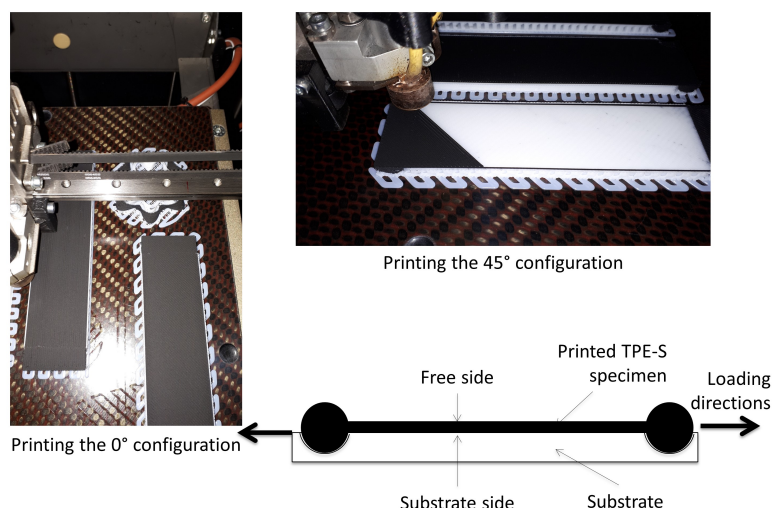 Printing the 45° configuration
Printed TPE-S
specimen
Free side
Loading
directions
Printing the 0° configuration
Substrate side
Substrate